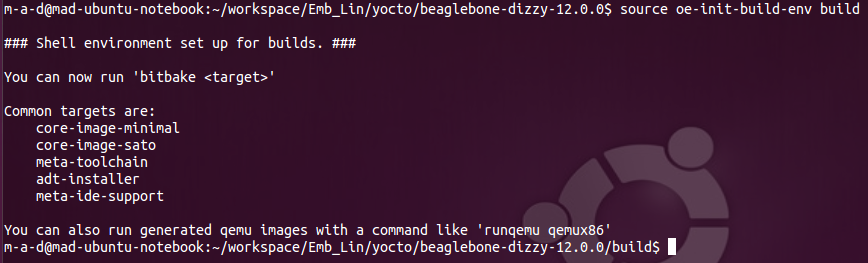 m-a-d@mad-ubuntu-notebook:~/workspace/Emb_Lin/yocto/beaglebone-dizzy-12.0.0$ source oe-init-build-env build
### Shell environment set up for builds. ###
You can now run 'bitbake <target>'
Common targets are:
core-image-minimal
core-image-sato
meta-toolchain
adt-installer
meta-ide-support
You can also run generated qemu images with a command like 'runqemu qemux86'
m-a-d@mad-ubuntu-notebook:~/workspace/Emb_Lin/yocto/beaglebone-dizzy-12.0.0/build$